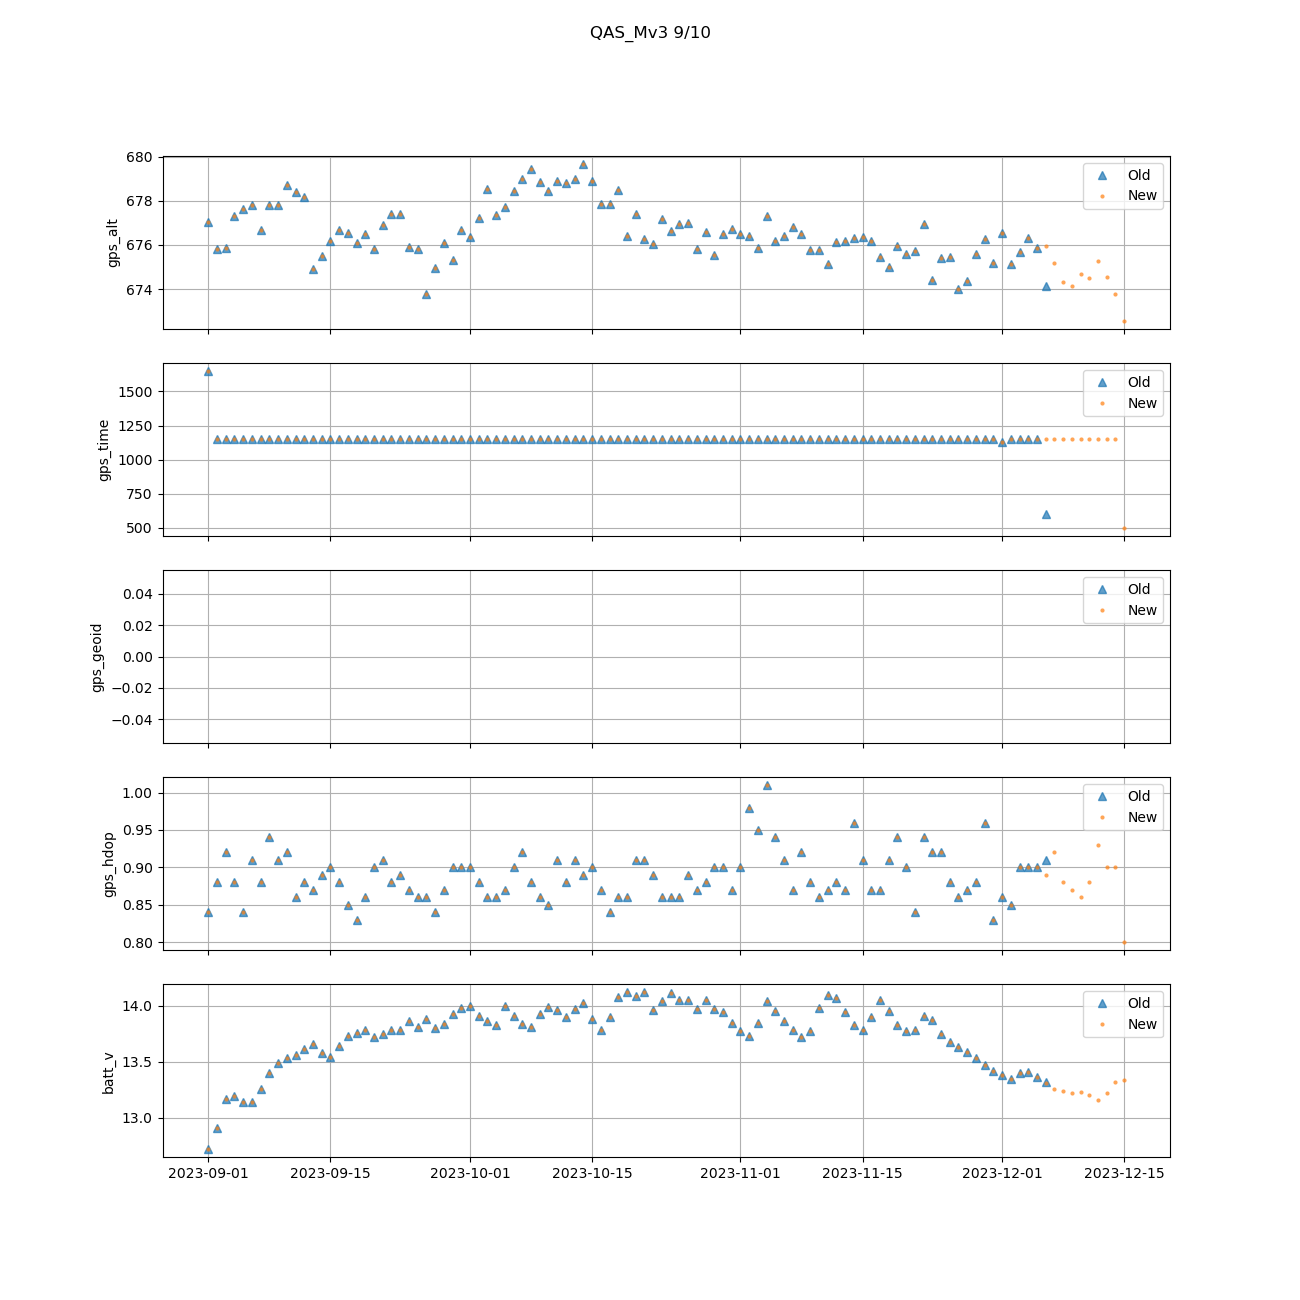 QAS_Mv3 9/10
680
678
676
674
gps_alt
Old
New
1500
1250
1000
750
500
gps_time
Old
New
0.04
0.02
0.00
−0.02
−0.04
gps_geoid
Old
New
1.00
0.95
0.90
0.85
0.80
gps_hdop
Old
New
14.0
13.5
13.0
batt_v
Old
New
2023-09-01 2023-09-15 2023-10-01 2023-10-15 2023-11-01 2023-11-15 2023-12-01 2023-12-15